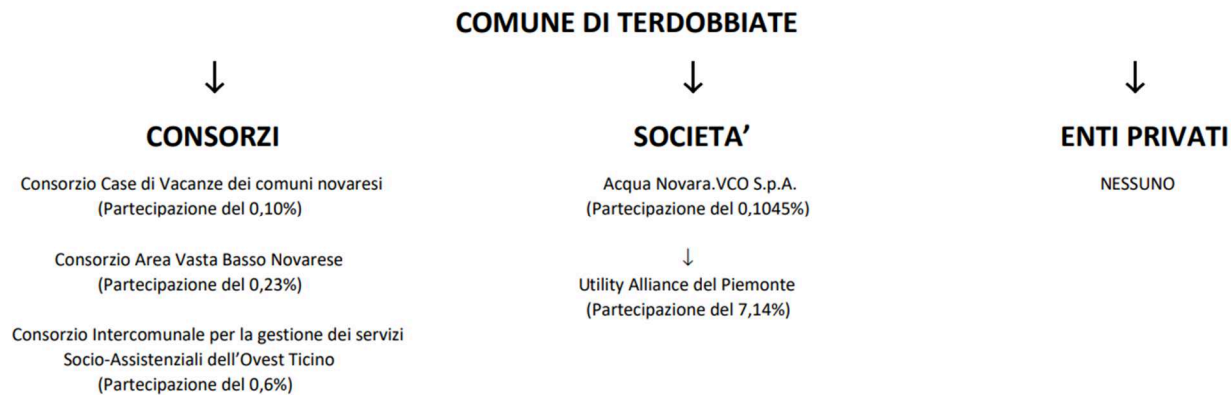 COMUNE DI TERDOBBIATE
↓
↓
↓
CONSORZI
Consorzio Case di Vacanze dei comuni novaresi
(Partecipazione del 0,10%)
Consorzio Area Vasta Basso Novarese
(Partecipazione del 0,23%)
Consorzio Intercomunale per la gestione dei servizi
Socio-Assistenziali dell’Ovest Ticino
(Partecipazione del 0,6%)
SOCIETA’
Acqua Novara.VCO S.p.A.
(Partecipazione del 0,1045%)
↓
Utility Alliance del Piemonte
(Partecipazione del 7,14%)
ENTI PRIVATI
NESSUNO